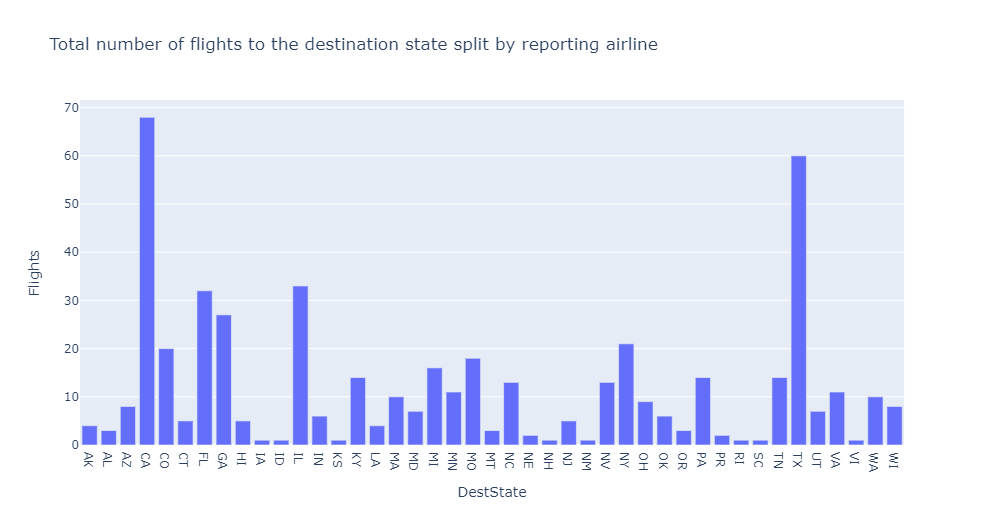 Total number of flights to the destination state split by reporting airline
70
60
50
40
30
20
10
0
Flights
AK AL AZ CA CO CT FL GA HI IA ID IL IN KS KY LA MA MD MI MN MO MT NC NE NH NJ NM NV NY OH OK OR PA PR RI SC TN TX UT VA VI WA WI
DestState